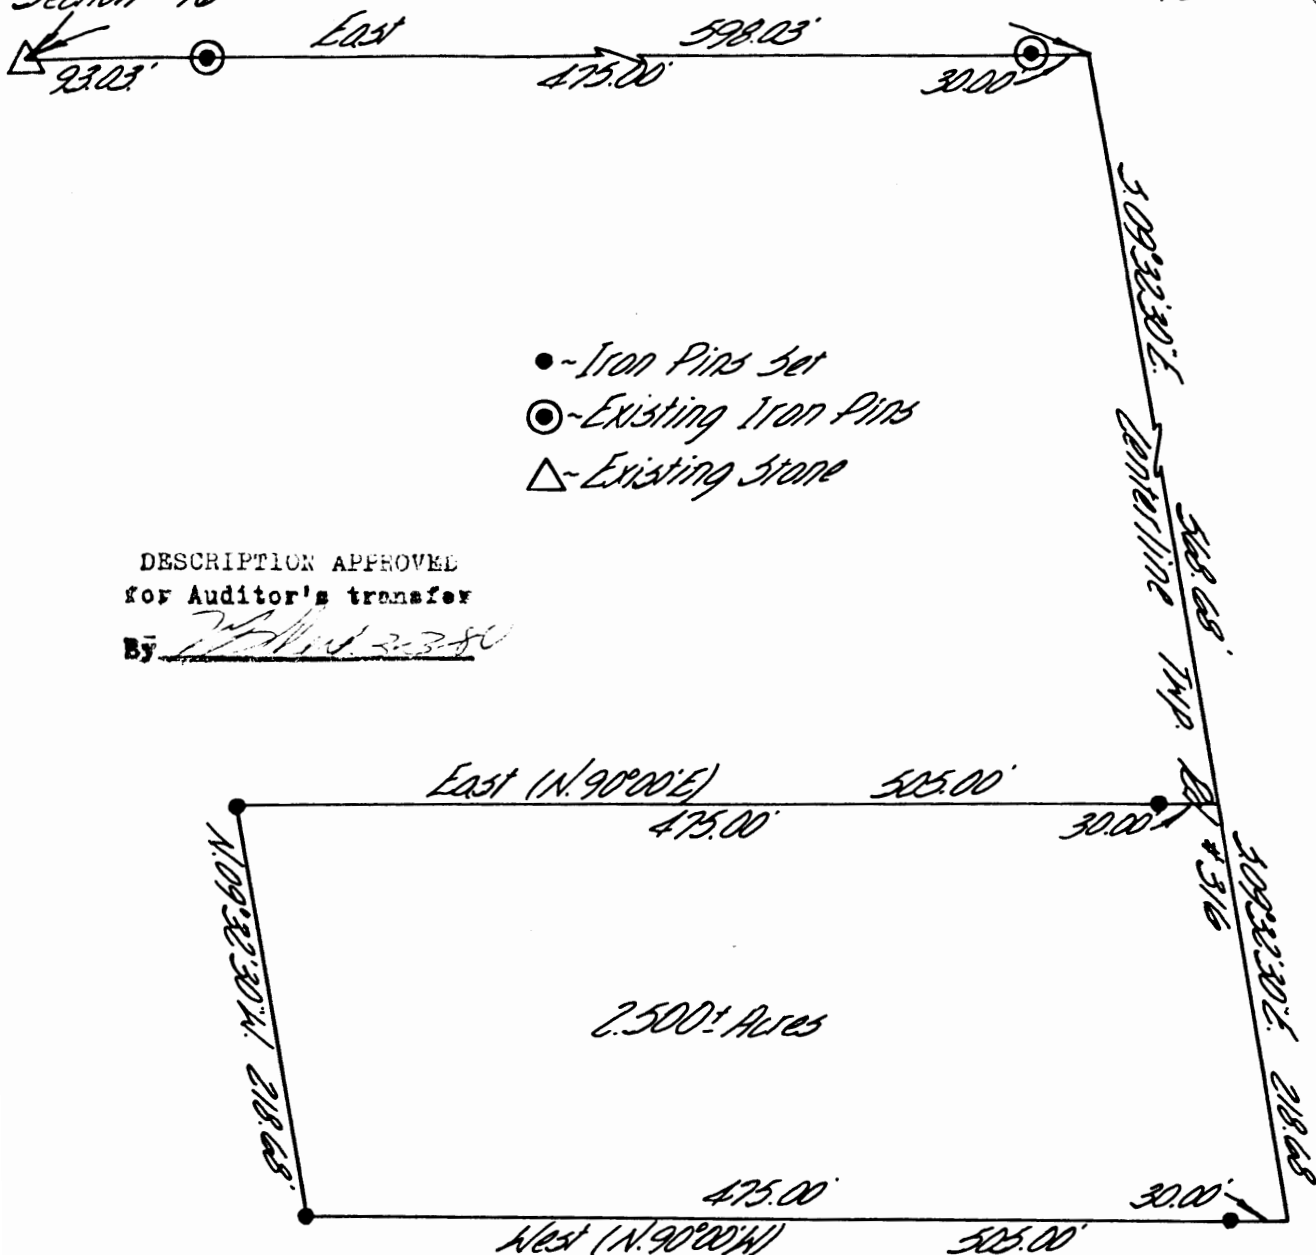 East 598.03'
93.03' 475.00' 30.00'
S.09°32'30"E. 568.68'
Centerline Twp. Rd #316
●~Iron Pins Set
~Existing Iron Pins
△~Existing Stone
DESCRIPTION APPROVED
for Auditor's transfer
By
East (N.90°00'E) 505.00'
475.00' 30.00'
N.09°32'30"W. 218.68'
S.09°32'30"E. 218.68
2.500± Acres
475.00' 30.00'
West (N.90°00'W) 505.00'